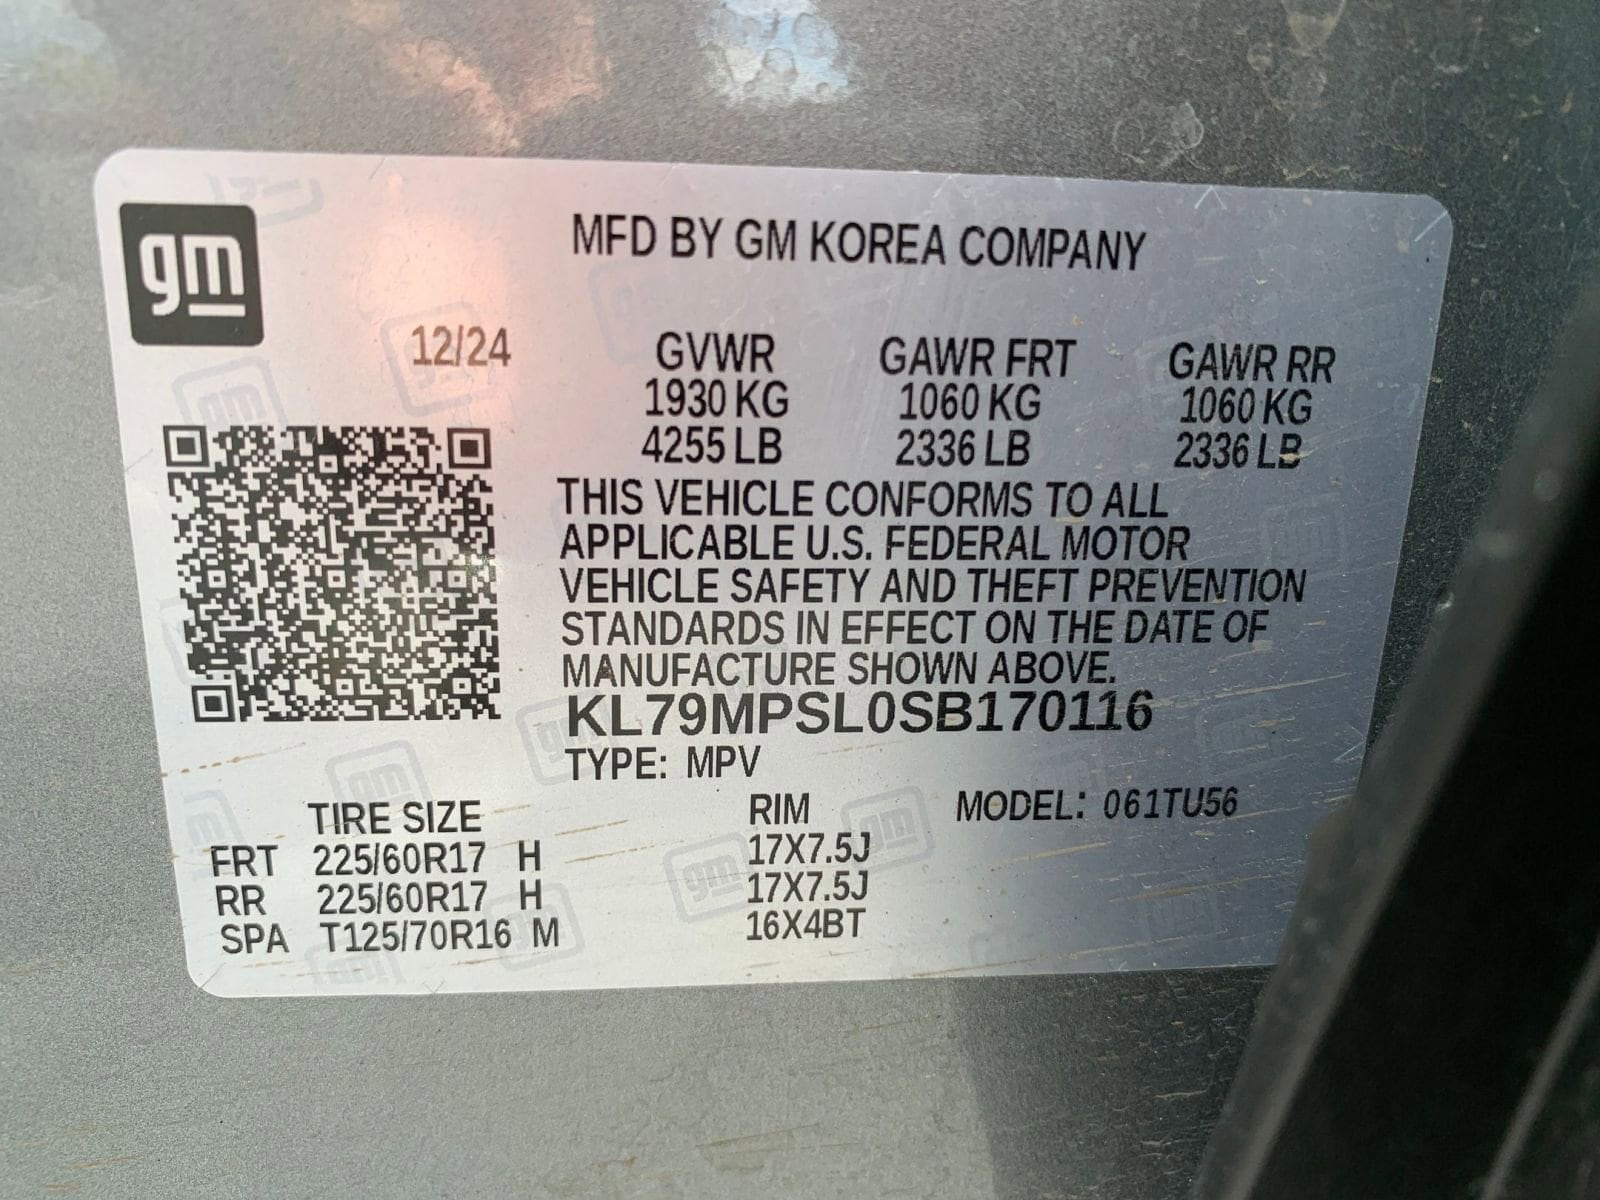 gm
MFD BY GM KOREA COMPANY
12/24
GVWR GAWR FRT GAWR RR
1930 KG 1060 KG 1060 KG
4255 LB 2336 LB 2336 LB
THIS VEHICLE CONFORMS TO ALL
APPLICABLE U.S. FEDERAL MOTOR
VEHICLE SAFETY AND THEFT PREVENTION
STANDARDS IN EFFECT ON THE DATE OF
MANUFACTURE SHOWN ABOVE.
KL79MPSL0SB170116
TYPE: MPV
TIRE SIZE RIM MODEL: 061TU56
FRT 225/60R17 H 17X7.5J
RR 225/60R17 H 17X7.5J
SPA T125/70R16 M 16X4BT